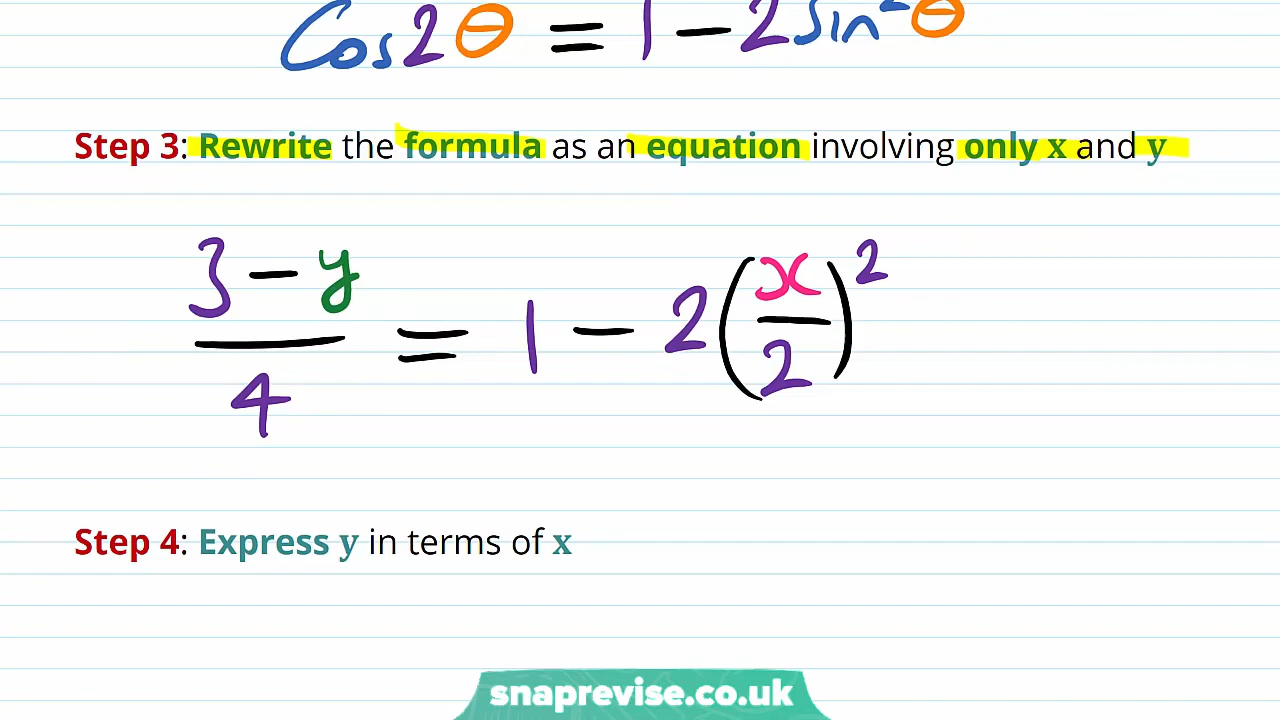 Cos2θ = 1 − 2Sin²θ
Step 3: Rewrite the formula as an equation involving only x and y
(3 − y)/4 = 1 − 2(x/2)²
Step 4: Express y in terms of x
snaprevise.co.uk